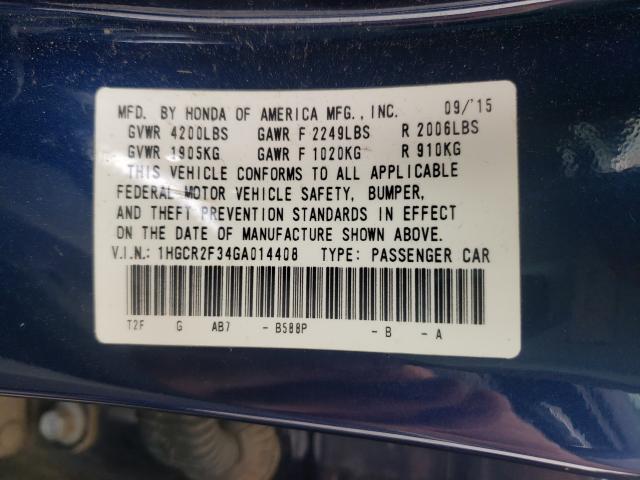 MFD. BY HONDA OF AMERICA MFG., INC. 09/'15
GVWR 4200LBS GAWR F 2249LBS R 2006LBS
GVWR 1905KG GAWR F 1020KG R 910KG
THIS VEHICLE CONFORMS TO ALL APPLICABLE
FEDERAL MOTOR VEHICLE SAFETY, BUMPER,
AND THEFT PREVENTION STANDARDS IN EFFECT
ON THE DATE OF MANUFACTURE SHOWN ABOVE.
V.I.N.: 1HGCR2F34GA014408 TYPE: PASSENGER CAR
T2F G AB7 - B588P - B - A